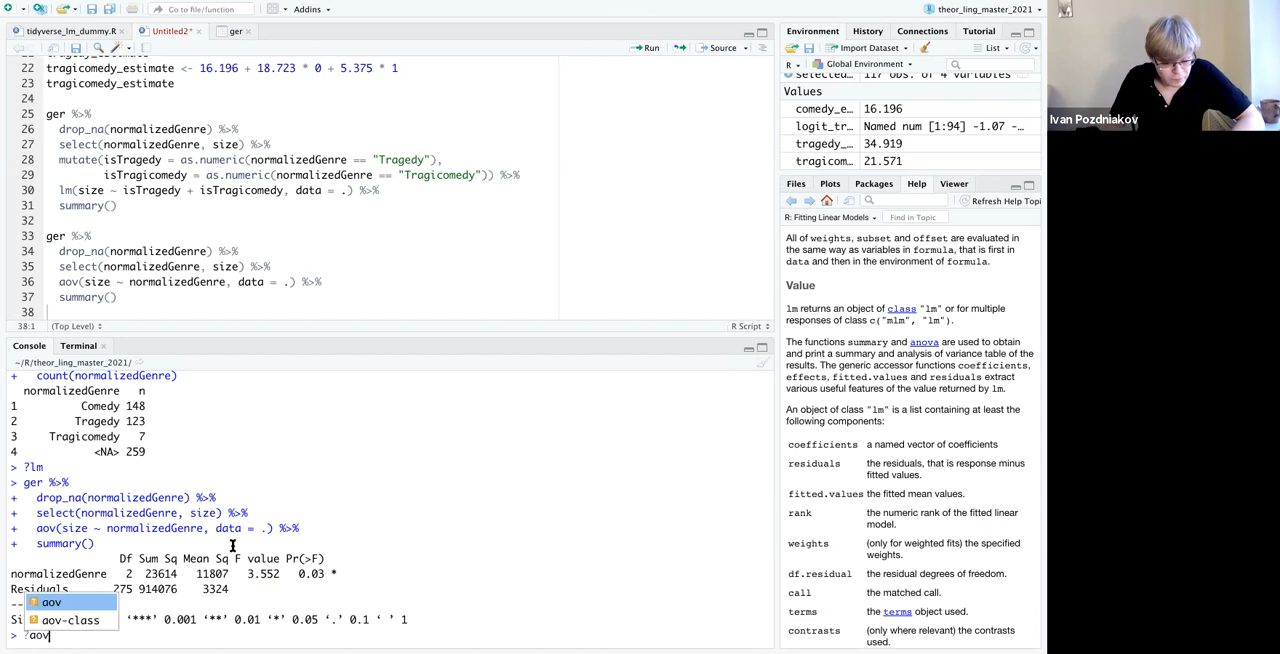 Go to file/function
Addins
theor_ling_master_2021
tidyverse_lm_dummy.R
Untitled2*
ger
Run
Source
22 tragicomedy_estimate <- 16.196 + 18.723 * 0 + 5.375 * 1
23 tragicomedy_estimate
24
25 ger %>%
26 drop_na(normalizedGenre) %>%
27 select(normalizedGenre, size) %>%
28 mutate(isTragedy = as.numeric(normalizedGenre == "Tragedy"),
29 isTragicomedy = as.numeric(normalizedGenre == "Tragicomedy")) %>%
30 lm(size ~ isTragedy + isTragicomedy, data = .) %>%
31 summary()
32
33 ger %>%
34 drop_na(normalizedGenre) %>%
35 select(normalizedGenre, size) %>%
36 aov(size ~ normalizedGenre, data = .) %>%
37 summary()
38
38:1 (Top Level) R Script
Console Terminal
~/R/theor_ling_master_2021/
+ count(normalizedGenre)
normalizedGenre n
1 Comedy 148
2 Tragedy 123
3 Tragicomedy 7
4 <NA> 259
> ?lm
> ger %>%
+ drop_na(normalizedGenre) %>%
+ select(normalizedGenre, size) %>%
+ aov(size ~ normalizedGenre, data = .) %>%
+ summary()
Df Sum Sq Mean Sq F value Pr(>F)
normalizedGenre 2 23614 11807 3.552 0.03 *
Residuals 275 914076 3324
--
Si ‘***’ 0.001 ‘**’ 0.01 ‘*’ 0.05 ‘.’ 0.1 ‘ ’ 1
aov
aov-class
> ?aov
Environment History Connections Tutorial
Import Dataset List
R Global Environment
selected… 117 obs. of 4 variables
Values
comedy_e… 16.196
logit_tr… Named num [1:94] -1.07 -…
tragedy_… 34.919
tragicom… 21.571
Files Plots Packages Help Viewer
Refresh Help Topi
R: Fitting Linear Models Find in Topic
All of weights, subset and offset are evaluated in
the same way as variables in formula, that is first in
data and then in the environment of formula.
Value
lm returns an object of class "lm" or for multiple
responses of class c("mlm", "lm").
The functions summary and anova are used to obtain
and print a summary and analysis of variance table of the
results. The generic accessor functions coefficients,
effects, fitted.values and residuals extract
various useful features of the value returned by lm.
An object of class "lm" is a list containing at least the
following components:
coefficients a named vector of coefficients
residuals the residuals, that is response minus
fitted values.
fitted.values the fitted mean values.
rank the numeric rank of the fitted linear
model.
weights (only for weighted fits) the specified
weights.
df.residual the residual degrees of freedom.
call the matched call.
terms the terms object used.
contrasts (only where relevant) the contrasts
used.
Ivan Pozdniakov